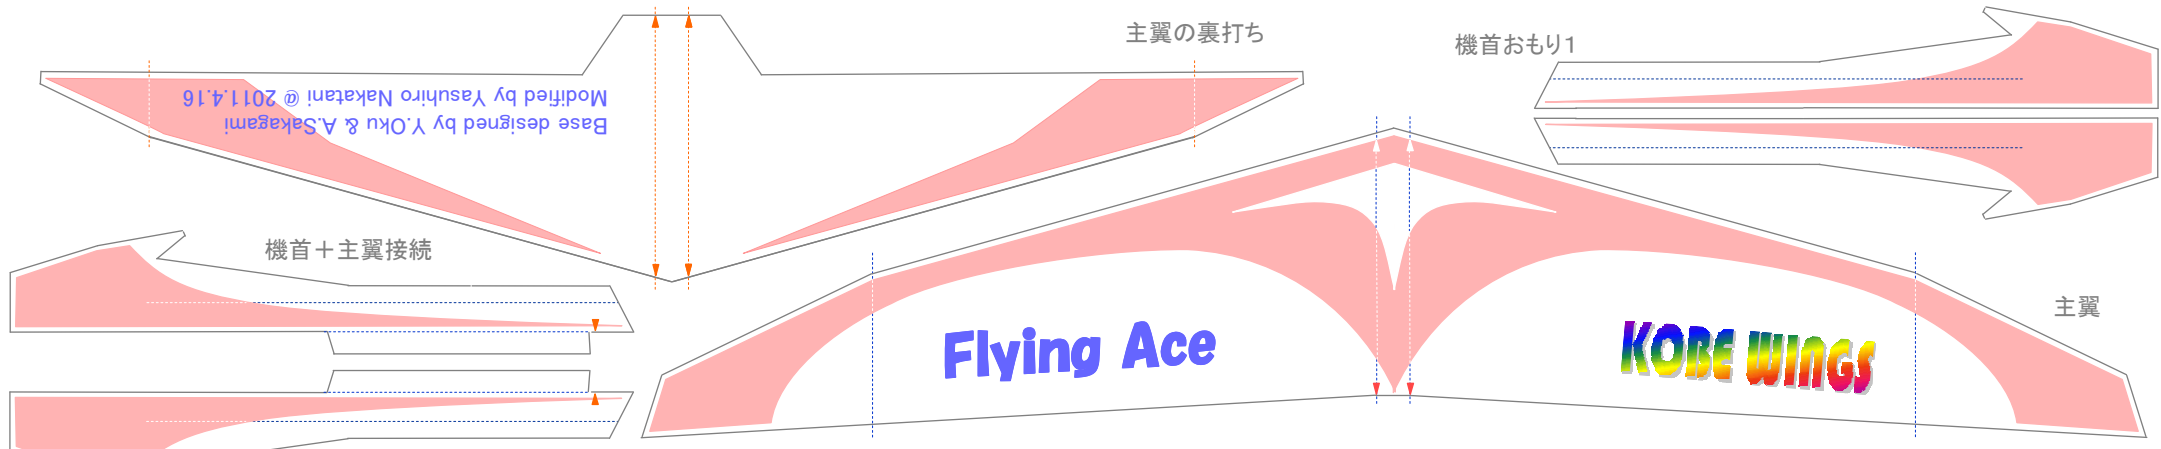 主翼の裏打ち
機首おもり1
Base designed by Y.Oku & A.Sakagami
Modified by Yasuhiro Nakatani @ 2011.4.16
機首＋主翼接続
主翼
Flying Ace
KOBE WINGS